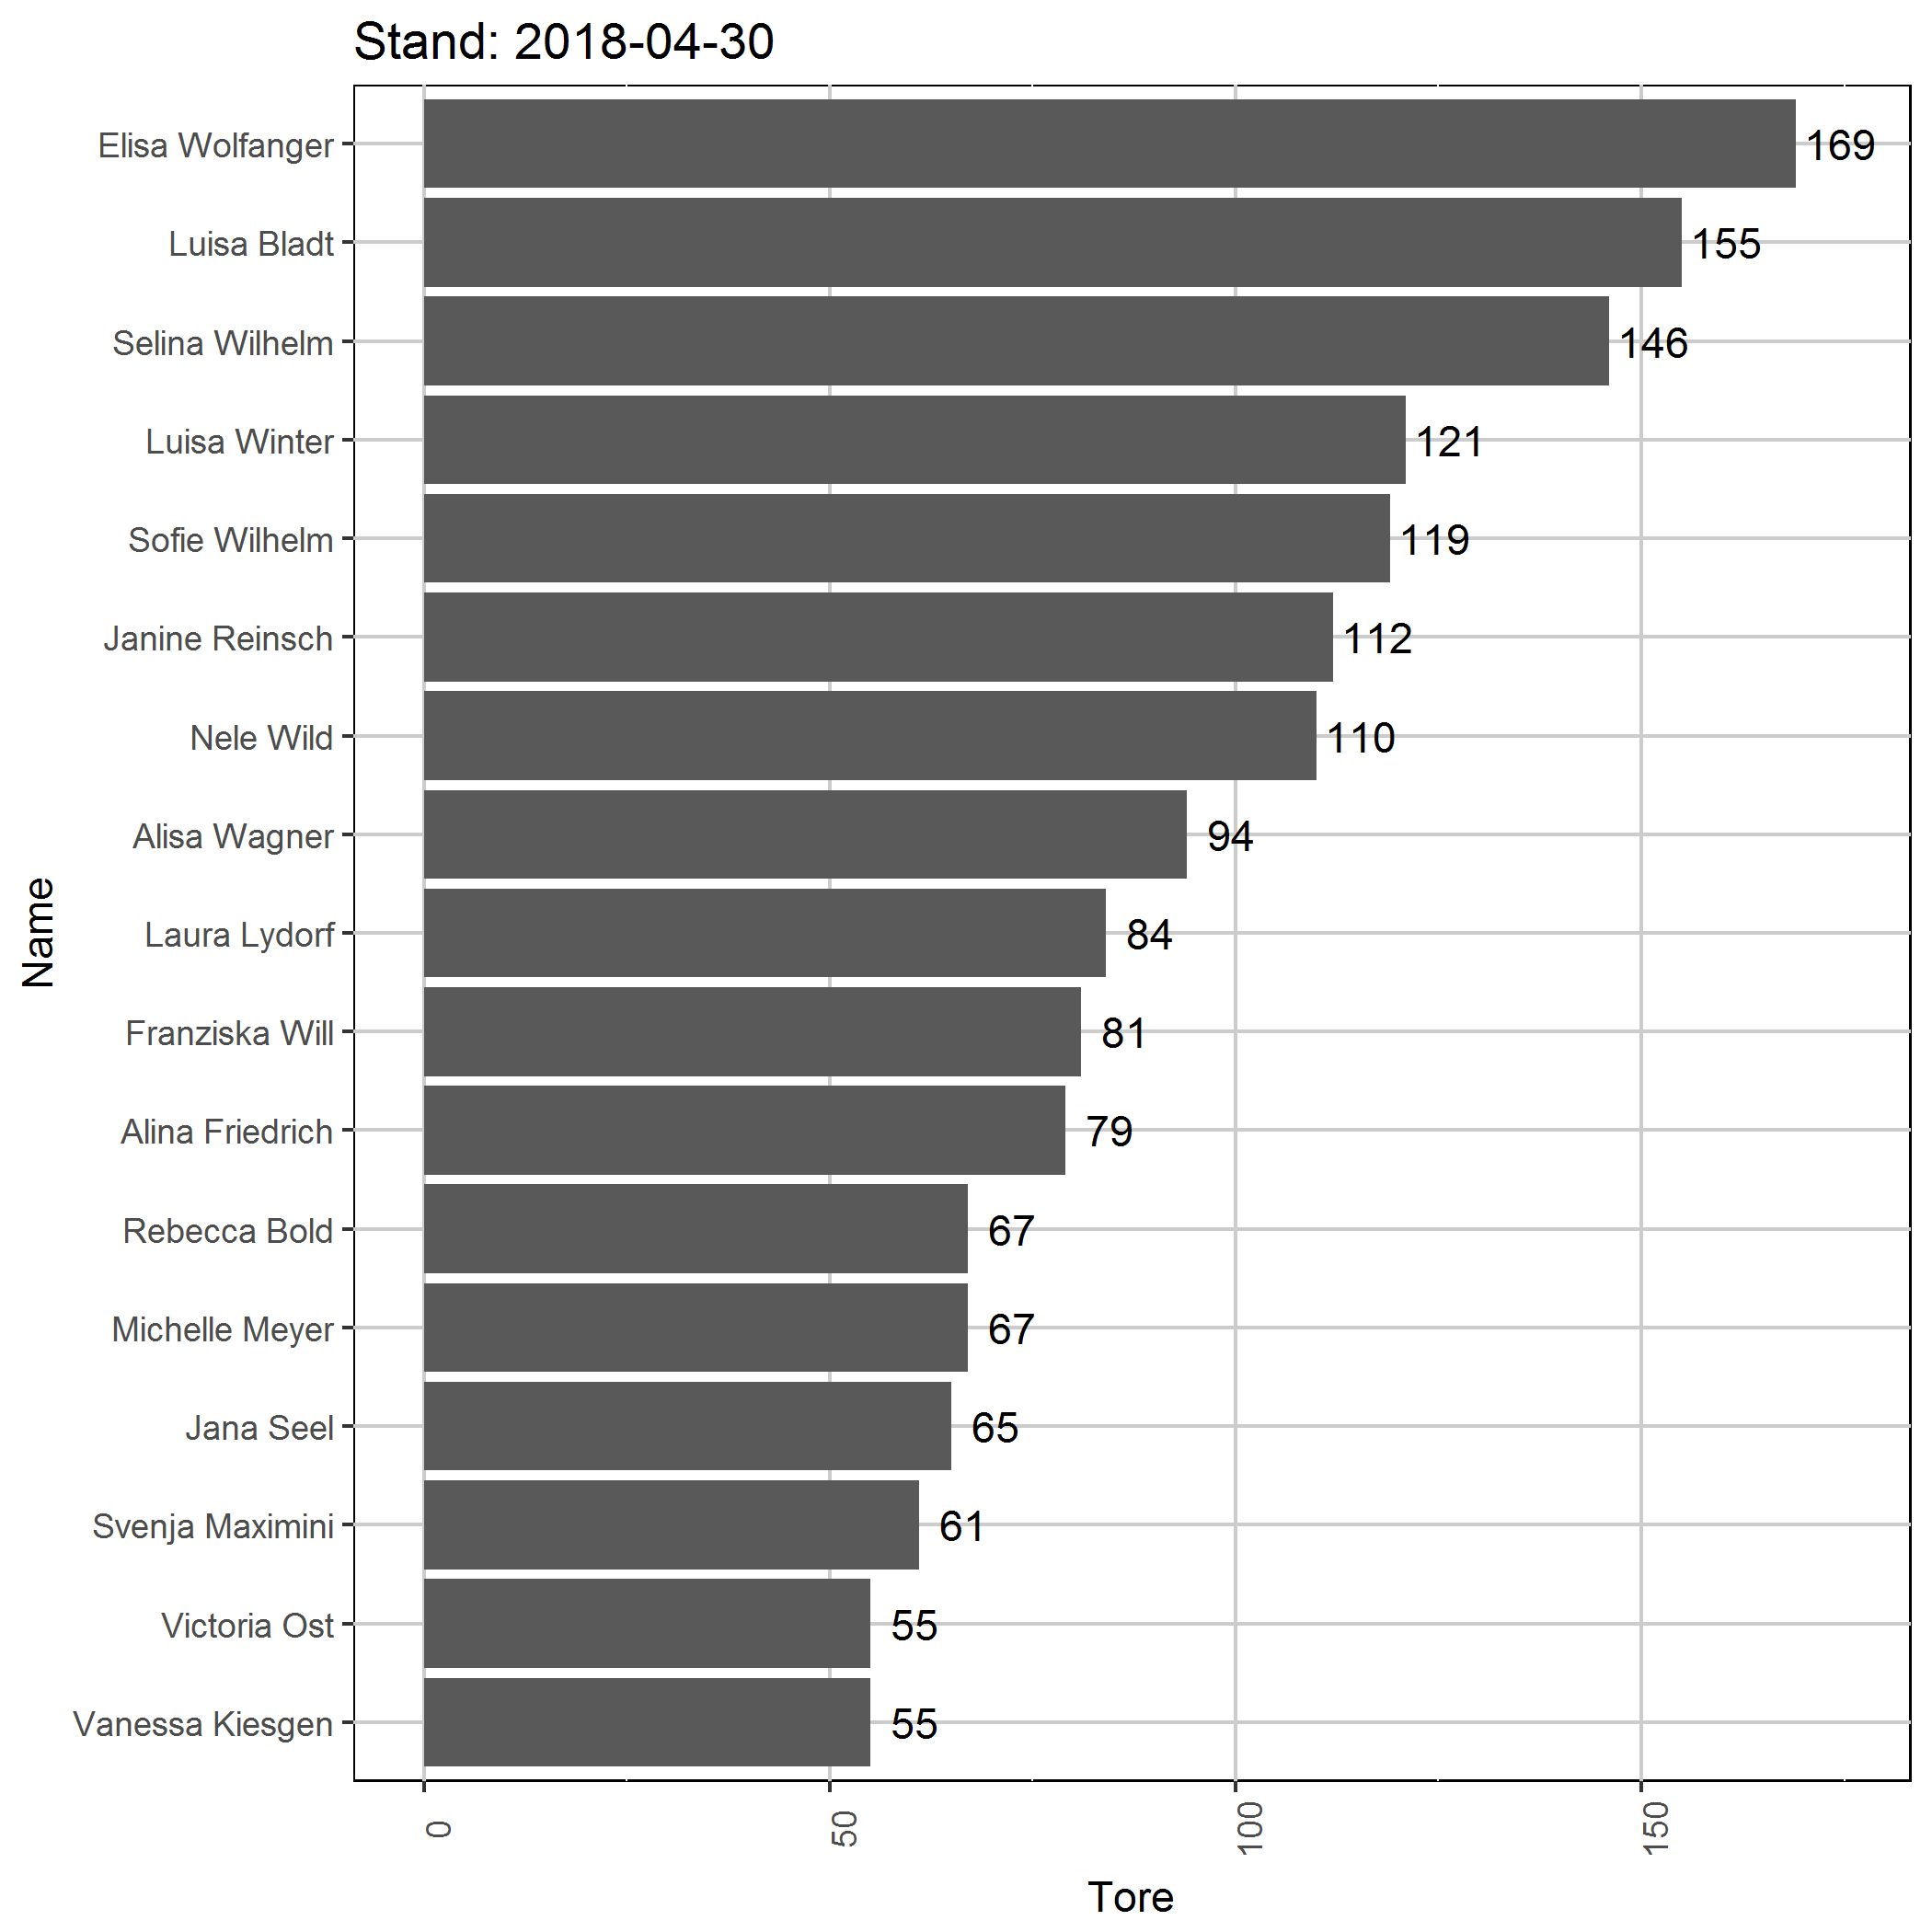 Stand: 2018-04-30
Elisa Wolfanger 169
Luisa Bladt 155
Selina Wilhelm 146
Luisa Winter 121
Sofie Wilhelm 119
Janine Reinsch 112
Nele Wild 110
Alisa Wagner 94
Laura Lydorf 84
Franziska Will 81
Alina Friedrich 79
Rebecca Bold 67
Michelle Meyer 67
Jana Seel 65
Svenja Maximini 61
Victoria Ost 55
Vanessa Kiesgen 55
Name
0 50 100 150
Tore